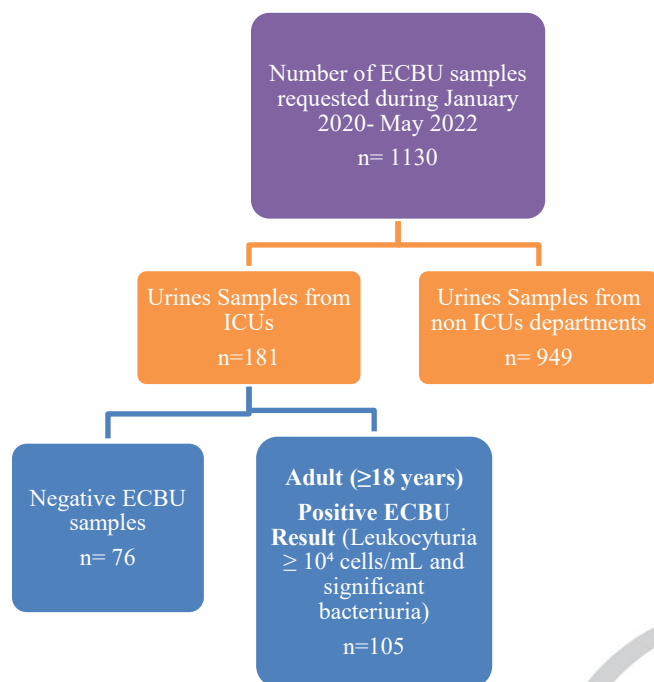 Number of ECBU samples
requested during January
2020- May 2022
n= 1130
Urines Samples from
ICUs
n=181
Urines Samples from
non ICUs departments
n= 949
Negative ECBU
samples
n= 76
Adult (≥18 years)
Positive ECBU
Result (Leukocyturia
≥ 10⁴ cells/mL and
significant
bacteriuria)
n=105